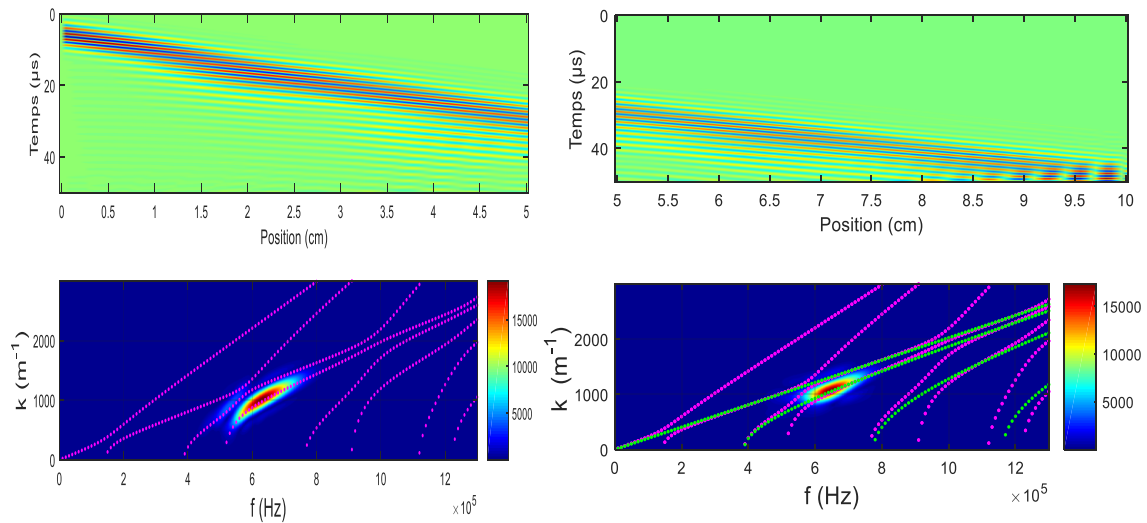 0
20
40
Temps (µs)
0 0.5 1 1.5 2 2.5 3 3.5 4 4.5 5
Position (cm)
0
20
40
Temps (µs)
5 5.5 6 6.5 7 7.5 8 8.5 9 9.5 10
Position (cm)
2000
1000
0
k (m⁻¹)
0 2 4 6 8 10 12
×10⁵
f (Hz)
15000
10000
5000
2000
1000
0
k (m⁻¹)
0 2 4 6 8 10 12
×10⁵
f (Hz)
15000
10000
5000